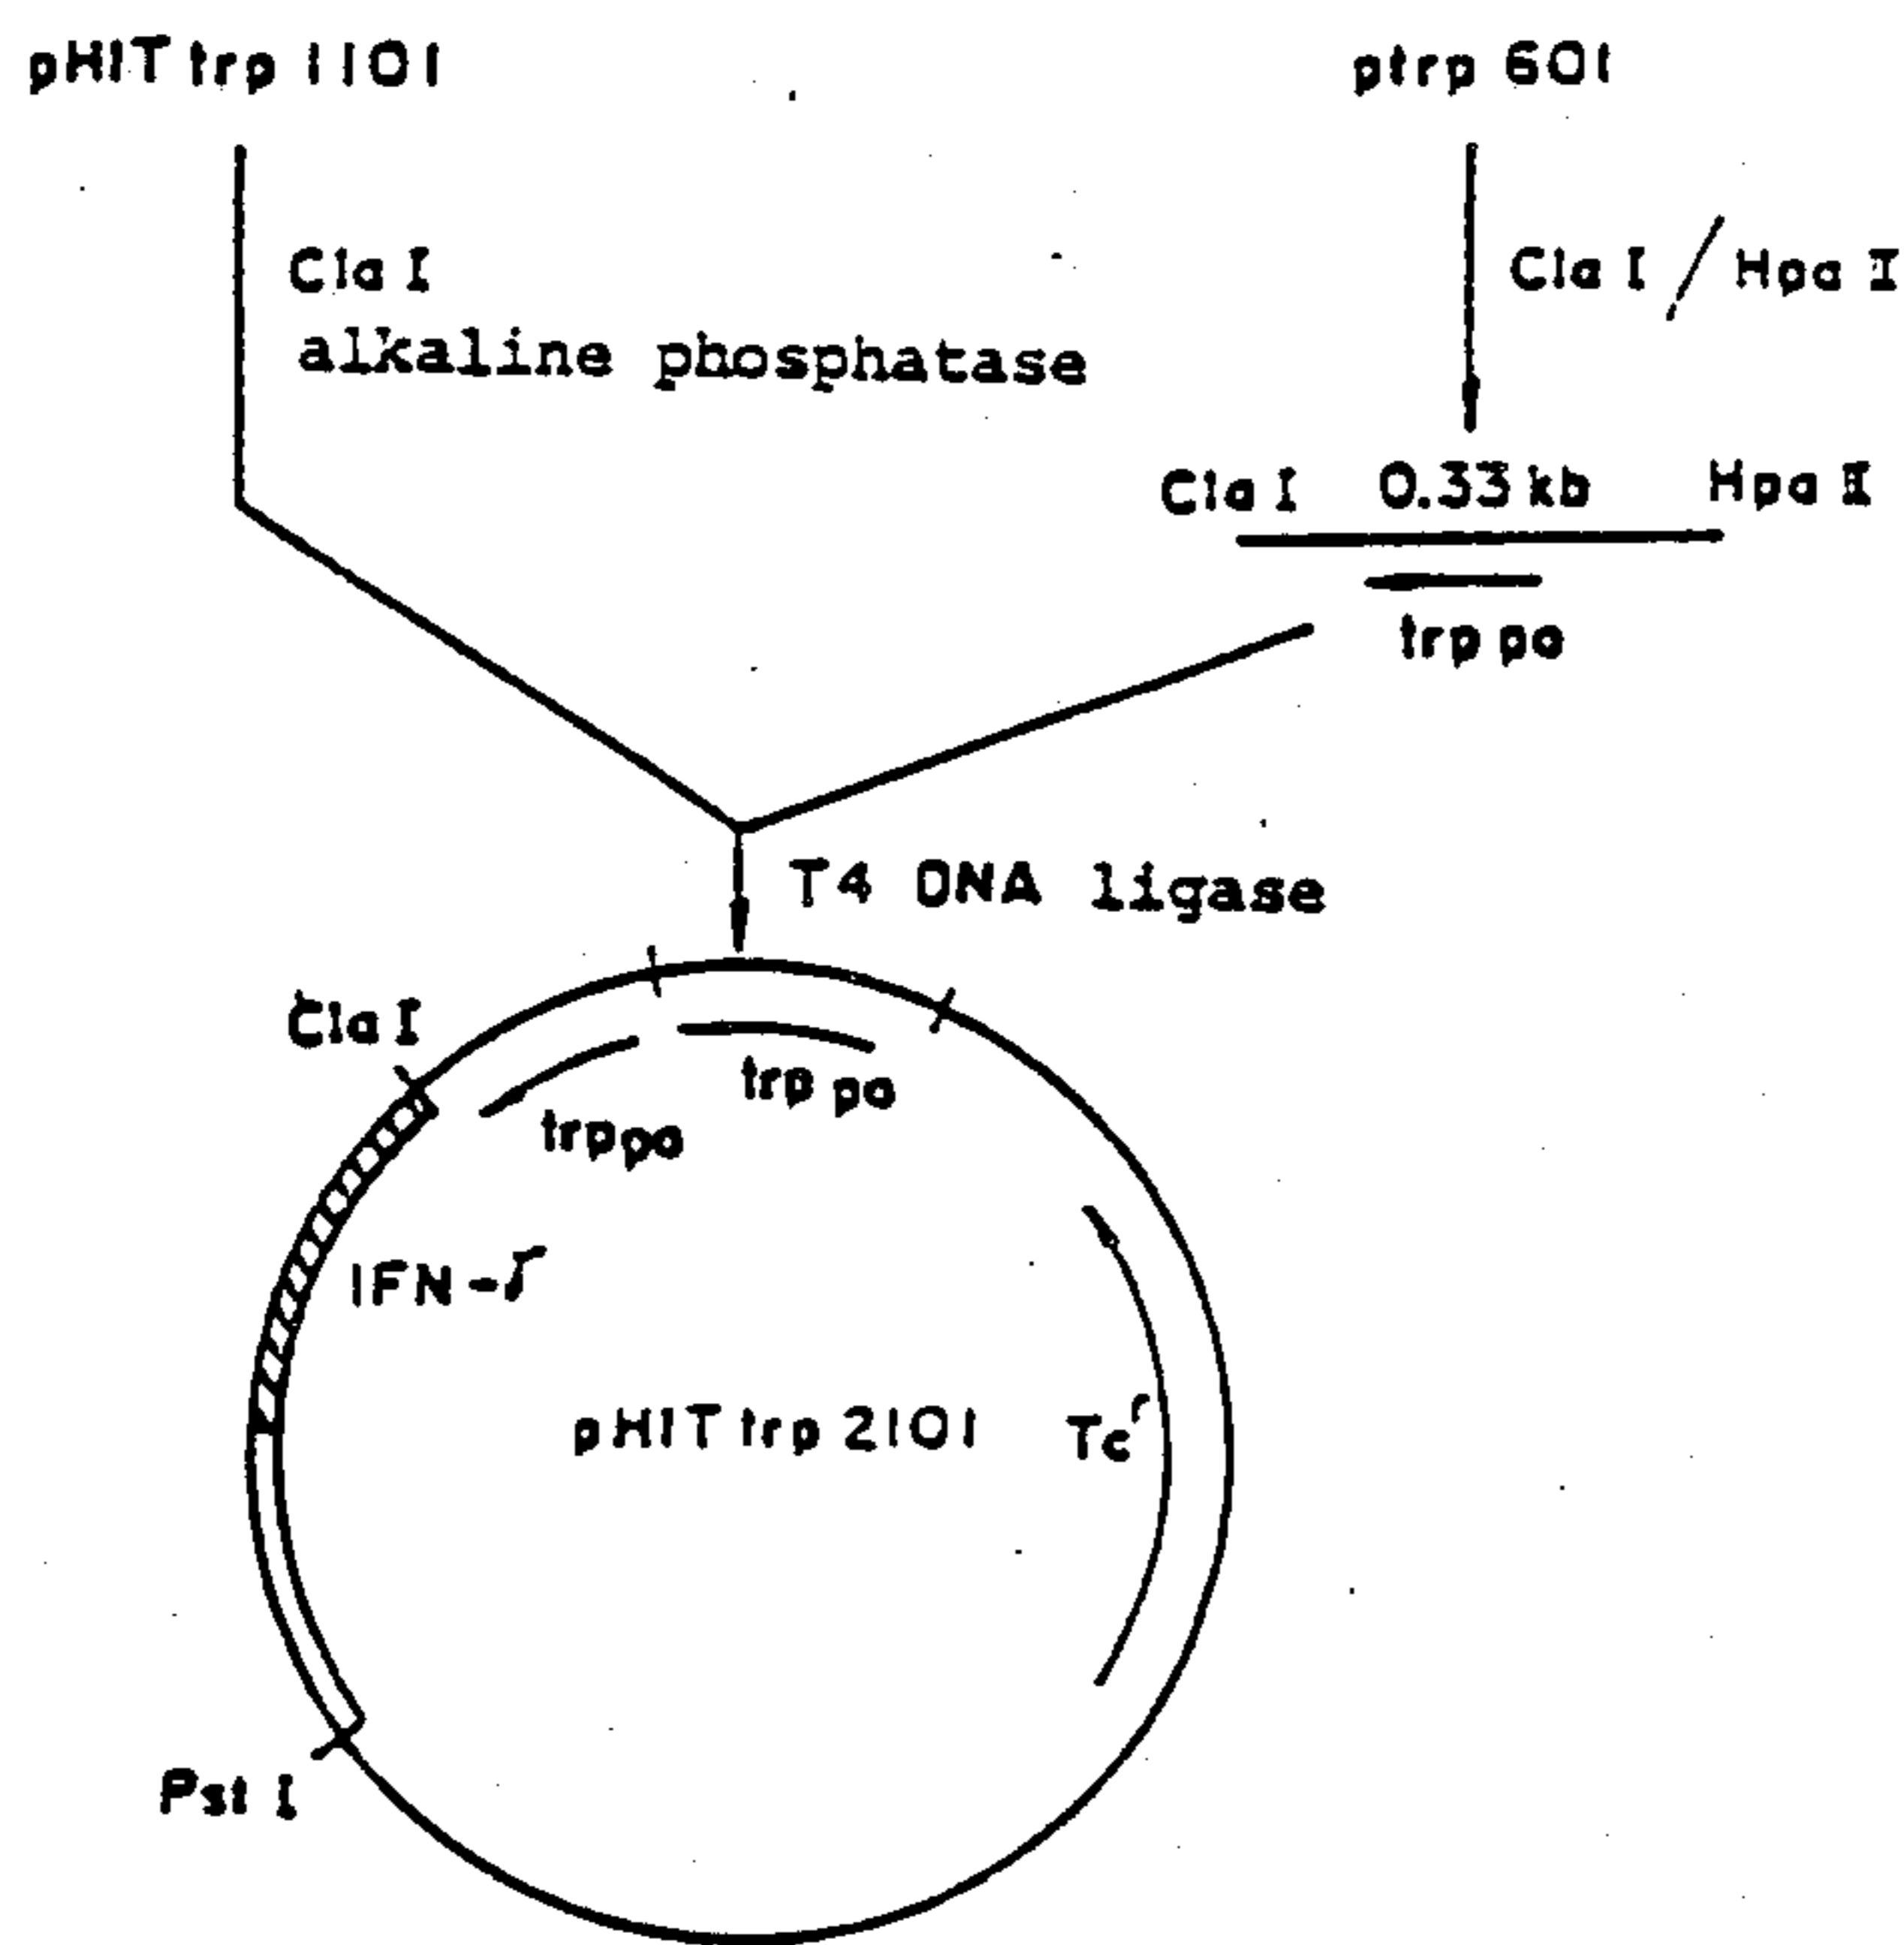 pHIT trp 1101
ptrp 601
Cla I
alkaline phosphatase
Cla I / Hpa II
Cla I 0.33 kb Hpa II
trp po
T4 DNA ligase
Cla I
trp po
trp po
IFN-γ
pHIT trp 2101
Tcʳ
Pst I